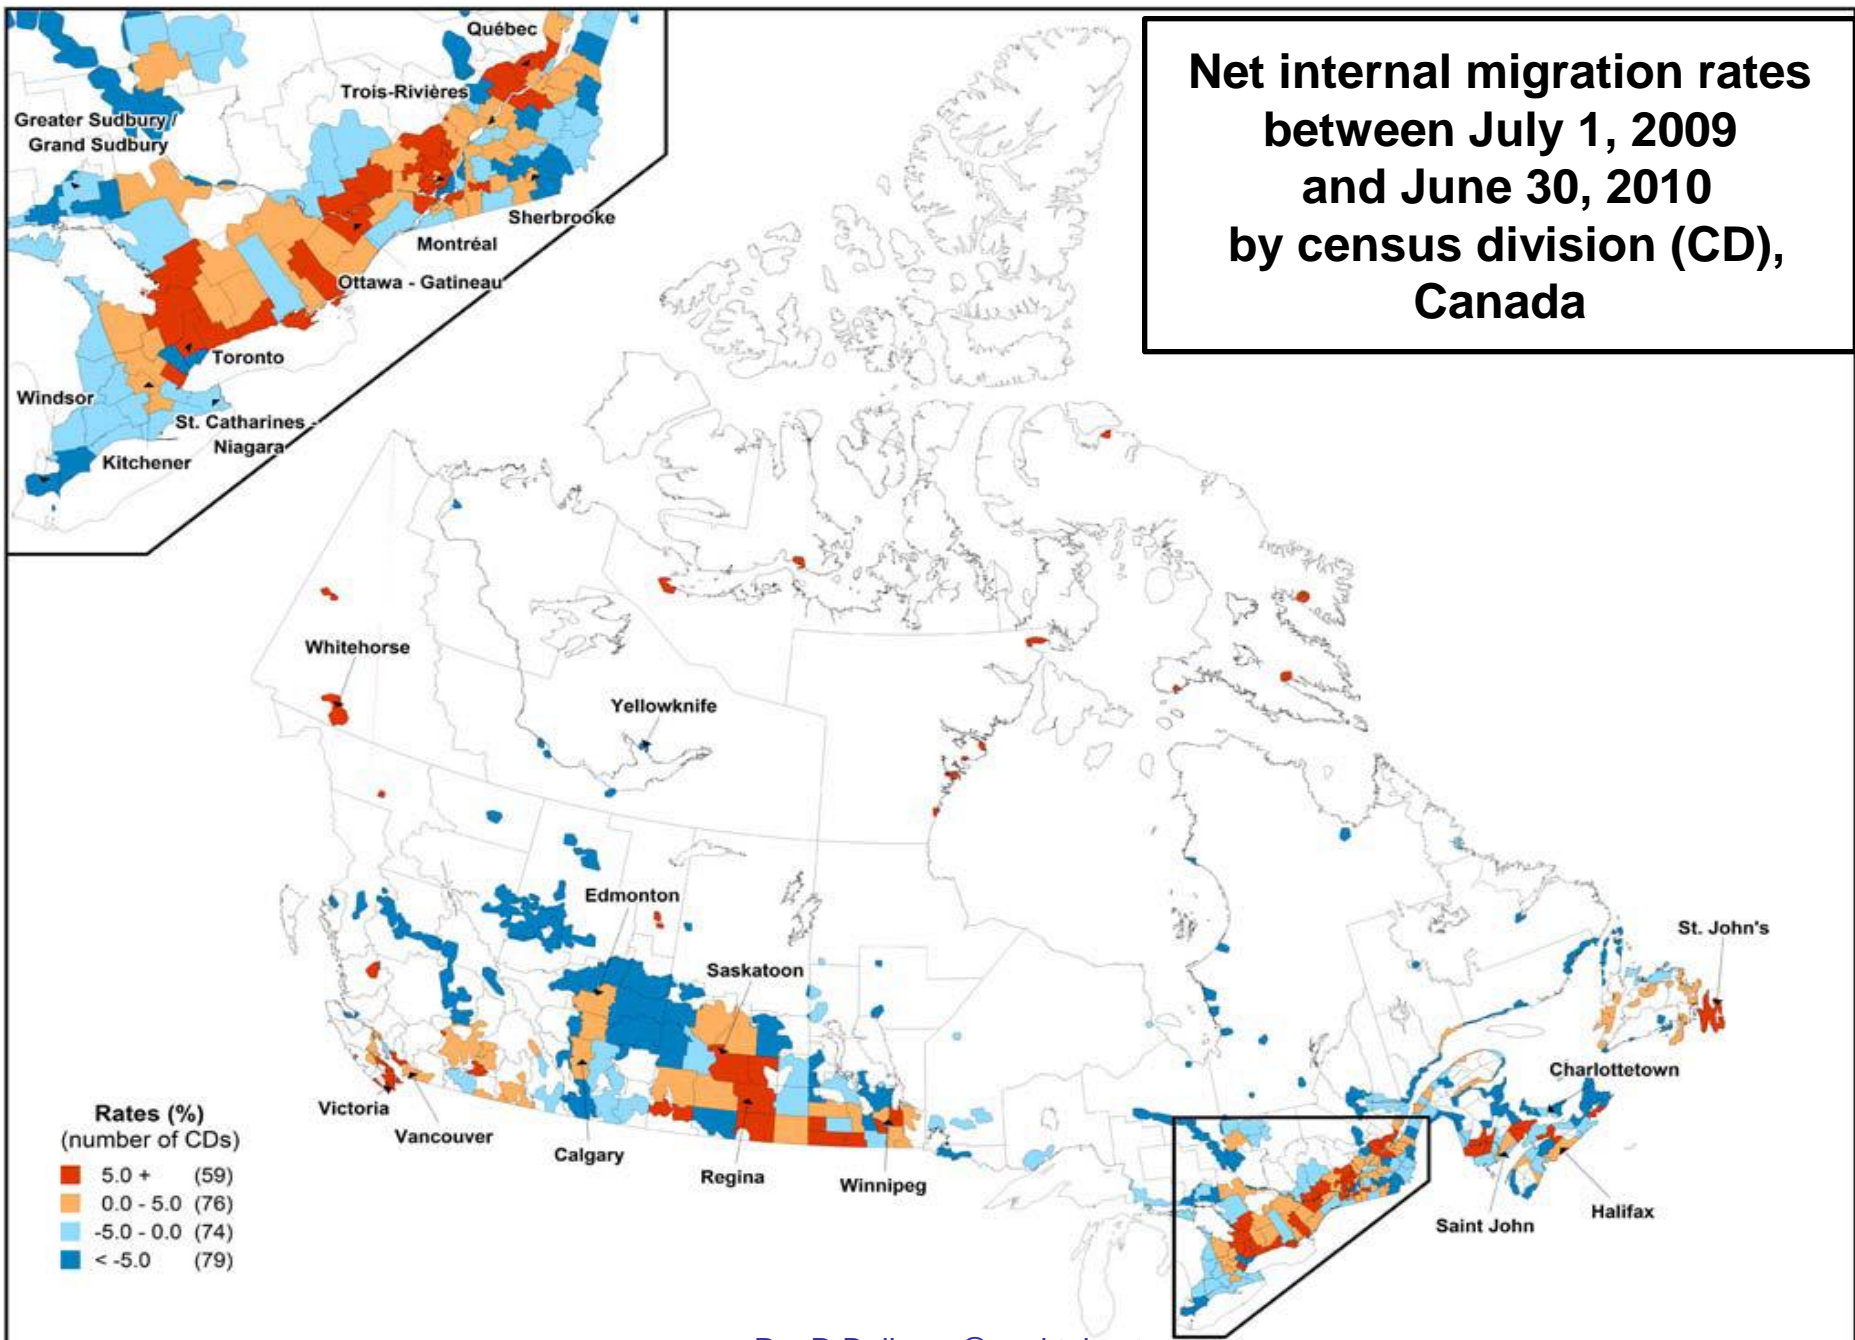 Net internal migration rates
between July 1, 2009
and June 30, 2010
by census division (CD),
Canada
Québec
Trois-Rivières
Greater Sudbury /
Grand Sudbury
Sherbrooke
Montréal
Ottawa - Gatineau
Toronto
Windsor
St. Catharines -
Niagara
Kitchener
Whitehorse
Yellowknife
Edmonton
Saskatoon
St. John's
Charlottetown
Victoria
Vancouver
Calgary
Regina
Winnipeg
Saint John
Halifax
Rates (%)
(number of CDs)
5.0 + (59)
0.0 - 5.0 (76)
-5.0 - 0.0 (74)
< -5.0 (79)